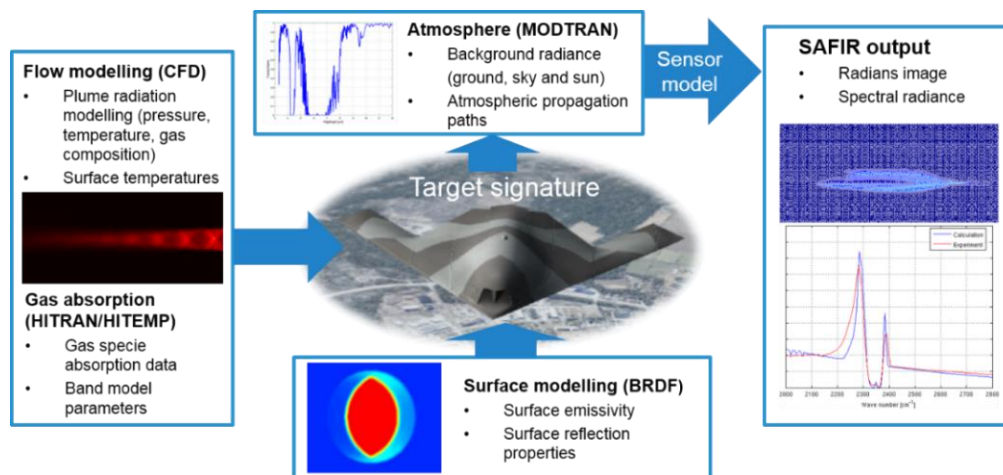 Flow modelling (CFD)
• Plume radiation
modelling (pressure,
temperature, gas
composition)
• Surface temperatures
Gas absorption
(HITRAN/HITEMP)
• Gas specie
absorption data
• Band model
parameters
Atmosphere (MODTRAN)
• Background radiance
(ground, sky and sun)
• Atmospheric propagation
paths
Target signature
Surface modelling (BRDF)
• Surface emissivity
• Surface reflection
properties
Sensor
model
SAFIR output
• Radians image
• Spectral radiance
Calculation
Experiment
2000 2100 2200 2300 2400 2500 2600 2700 2800
Wave number [cm⁻¹]